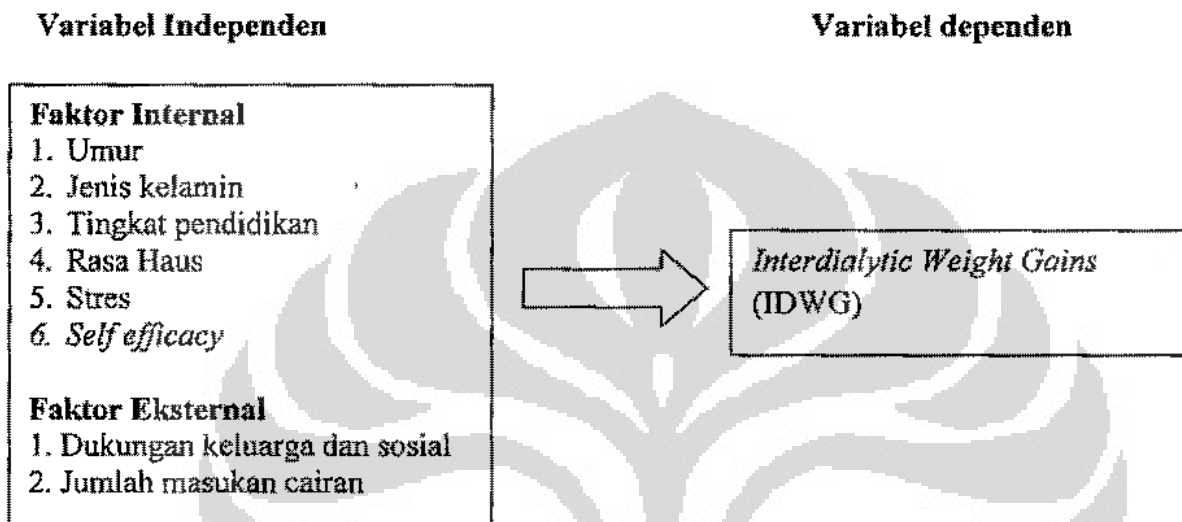 Variabel Independen
Variabel dependen
Faktor Internal
1. Umur
2. Jenis kelamin
3. Tingkat pendidikan
4. Rasa Haus
5. Stres
6. Self efficacy
Faktor Eksternal
1. Dukungan keluarga dan sosial
2. Jumlah masukan cairan
Interdialytic Weight Gains
(IDWG)